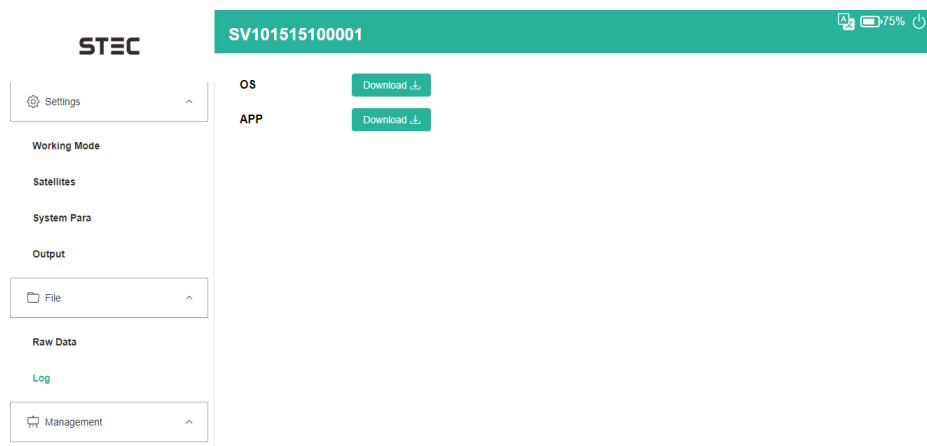 STEC
SV101515100001
75%
Settings
Working Mode
Satellites
System Para
Output
File
Raw Data
Log
Management
OS Download
APP Download